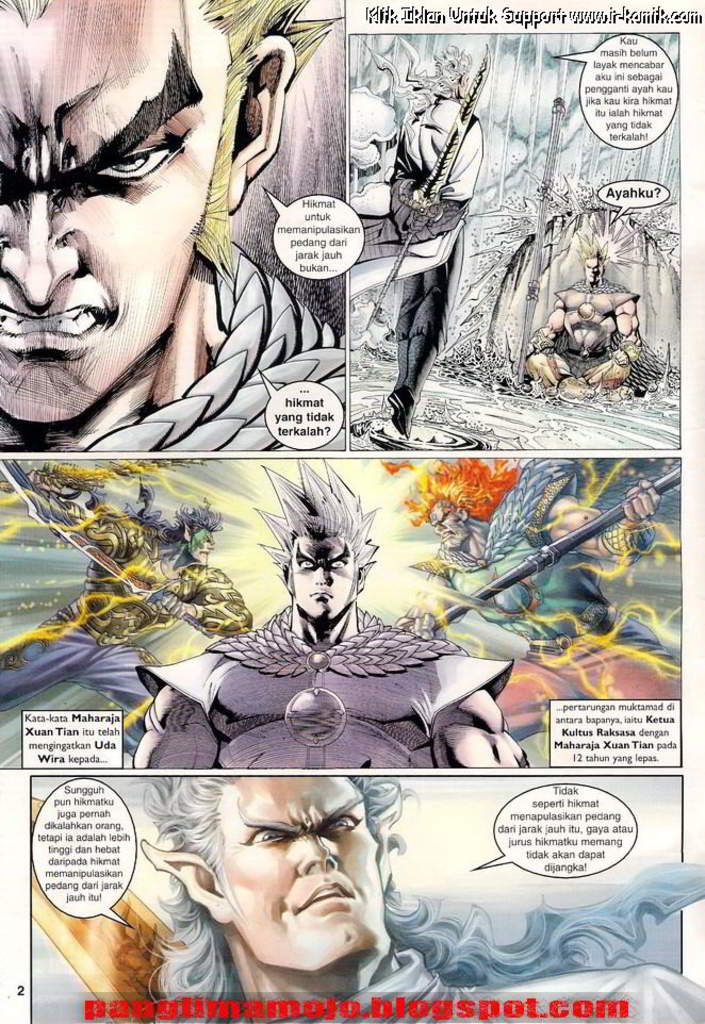 Klik Iklan Untuk Support www.ir-komik.com
Hikmat
untuk
memanipulasikan
pedang dari
jarak jauh
bukan...
...
hikmat
yang tidak
terkalah?
Kau
masih belum
layak mencabar
aku ini sebagai
pengganti ayah kau
jika kau kira hikmat
itu ialah hikmat
yang tidak
terkalah!
Ayahku?
Kata-kata Maharaja
Xuan Tian itu telah
mengingatkan Uda
Wira kepada...
...pertarungan muktamad di
antara bapanya, iaitu Ketua
Kultus Raksasa dengan
Maharaja Xuan Tian pada
12 tahun yang lepas.
Sungguh
pun hikmatku
juga pernah
dikalahkan orang,
tetapi ia adalah lebih
tinggi dan hebat
daripada hikmat
memanipulasikan
pedang dari jarak
jauh itu!
Tidak
seperti hikmat
menapulasikan pedang
dari jarak jauh itu, gaya atau
jurus hikmatku memang
tidak akan dapat
dijangka!
2
panglimamojo.blogspot.com